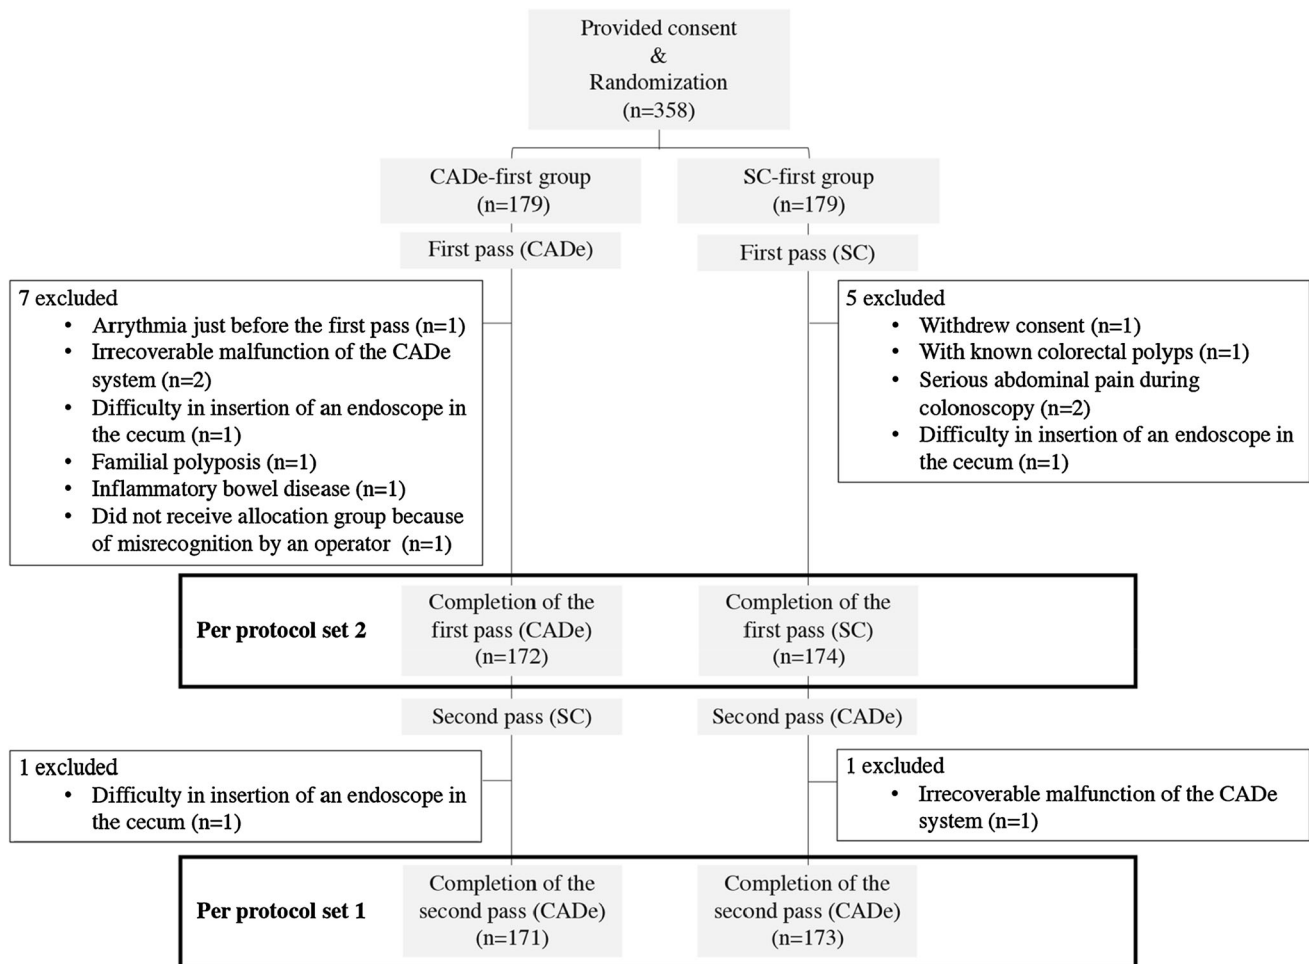 Provided consent
&
Randomization
(n=358)
CADe-first group
(n=179)
SC-first group
(n=179)
First pass (CADe)
First pass (SC)
7 excluded
• Arrythmia just before the first pass (n=1)
• Irrecoverable malfunction of the CADe
system (n=2)
• Difficulty in insertion of an endoscope in
the cecum (n=1)
• Familial polyposis (n=1)
• Inflammatory bowel disease (n=1)
• Did not receive allocation group because
of misrecognition by an operator (n=1)
5 excluded
• Withdrew consent (n=1)
• With known colorectal polyps (n=1)
• Serious abdominal pain during
colonoscopy (n=2)
• Difficulty in insertion of an endoscope in
the cecum (n=1)
Per protocol set 2
Completion of the
first pass (CADe)
(n=172)
Completion of the
first pass (SC)
(n=174)
Second pass (SC)
Second pass (CADe)
1 excluded
• Difficulty in insertion of an endoscope in
the cecum (n=1)
1 excluded
• Irrecoverable malfunction of the CADe
system (n=1)
Per protocol set 1
Completion of the
second pass (CADe)
(n=171)
Completion of the
second pass (CADe)
(n=173)